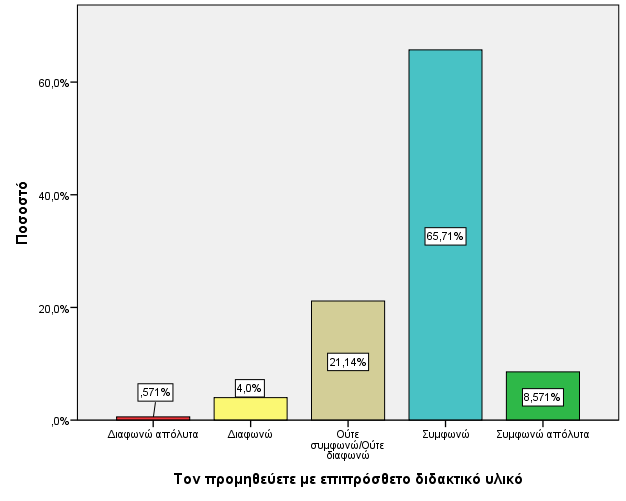 60,0%
40,0%
20,0%
,0%
Ποσοστό
,571%
4,0%
21,14%
65,71%
8,571%
Διαφωνώ απόλυτα
Διαφωνώ
Ούτε
συμφωνώ/Ούτε
διαφωνώ
Συμφωνώ
Συμφωνώ απόλυτα
Τον προμηθεύετε με επιπρόσθετο διδακτικό υλικό